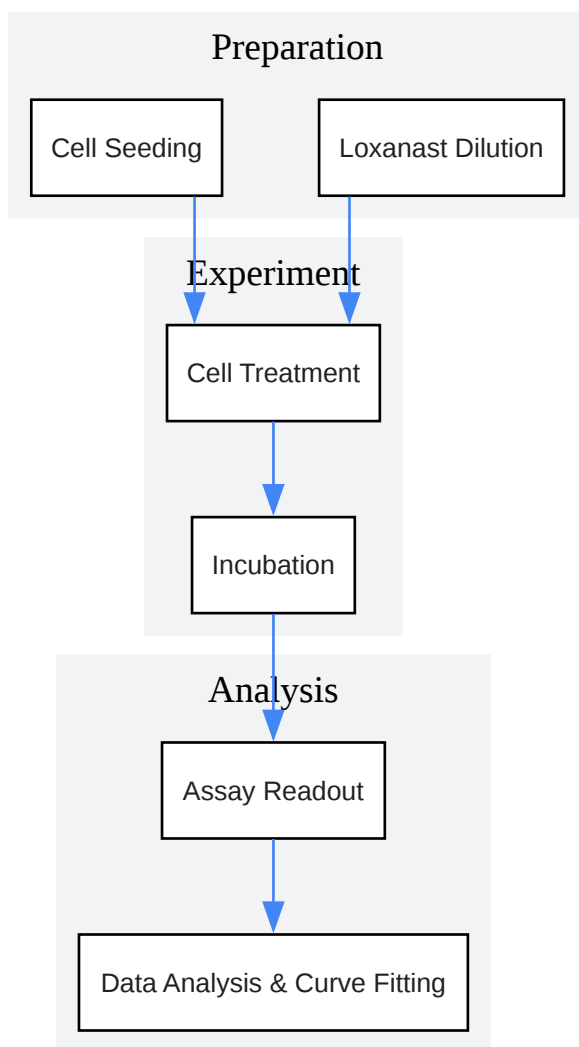 Preparation
Cell Seeding
Loxanast Dilution
Experiment
Cell Treatment
Incubation
Analysis
Assay Readout
Data Analysis & Curve Fitting